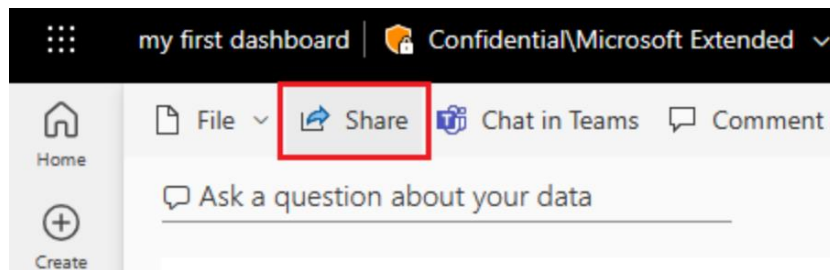 my first dashboard Confidential\Microsoft Extended
File Share Chat in Teams Comment
Home
Ask a question about your data
Create